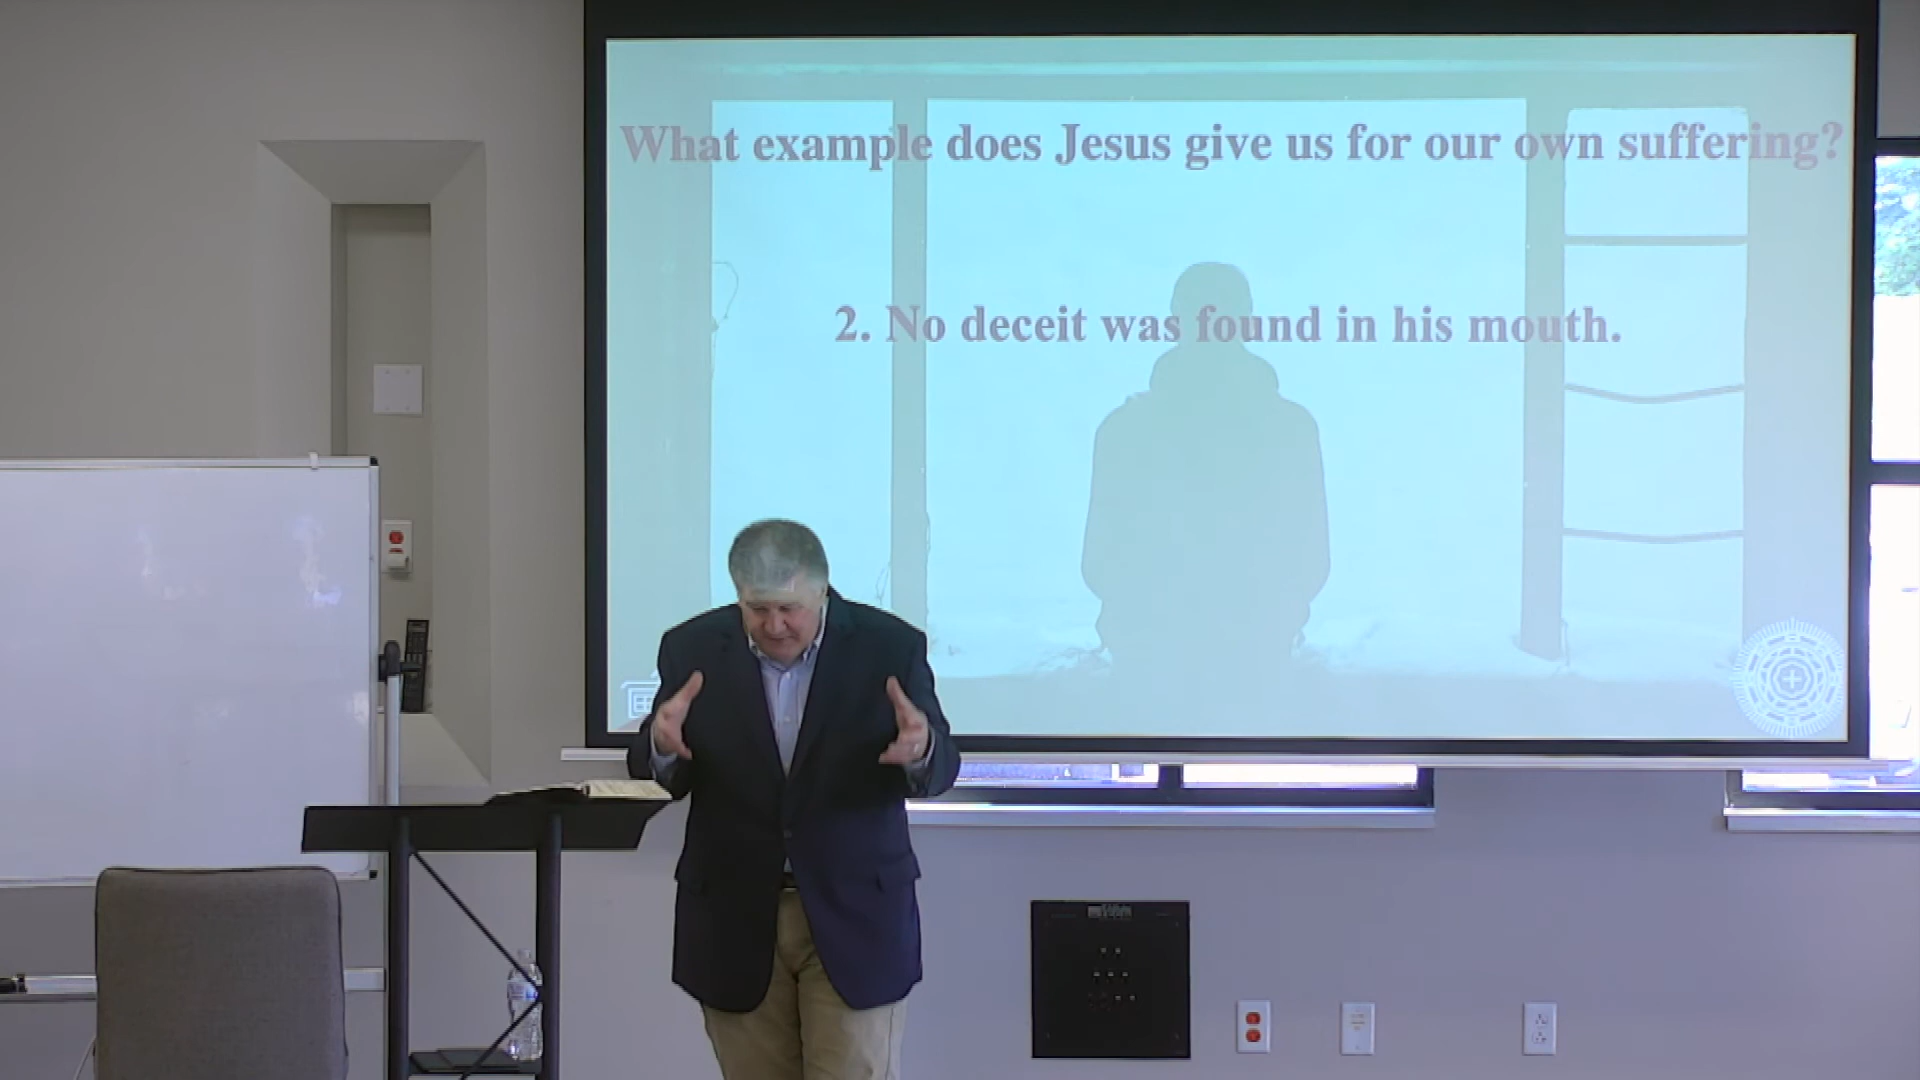 What example does Jesus give us for our own suffering?
2. No deceit was found in his mouth.